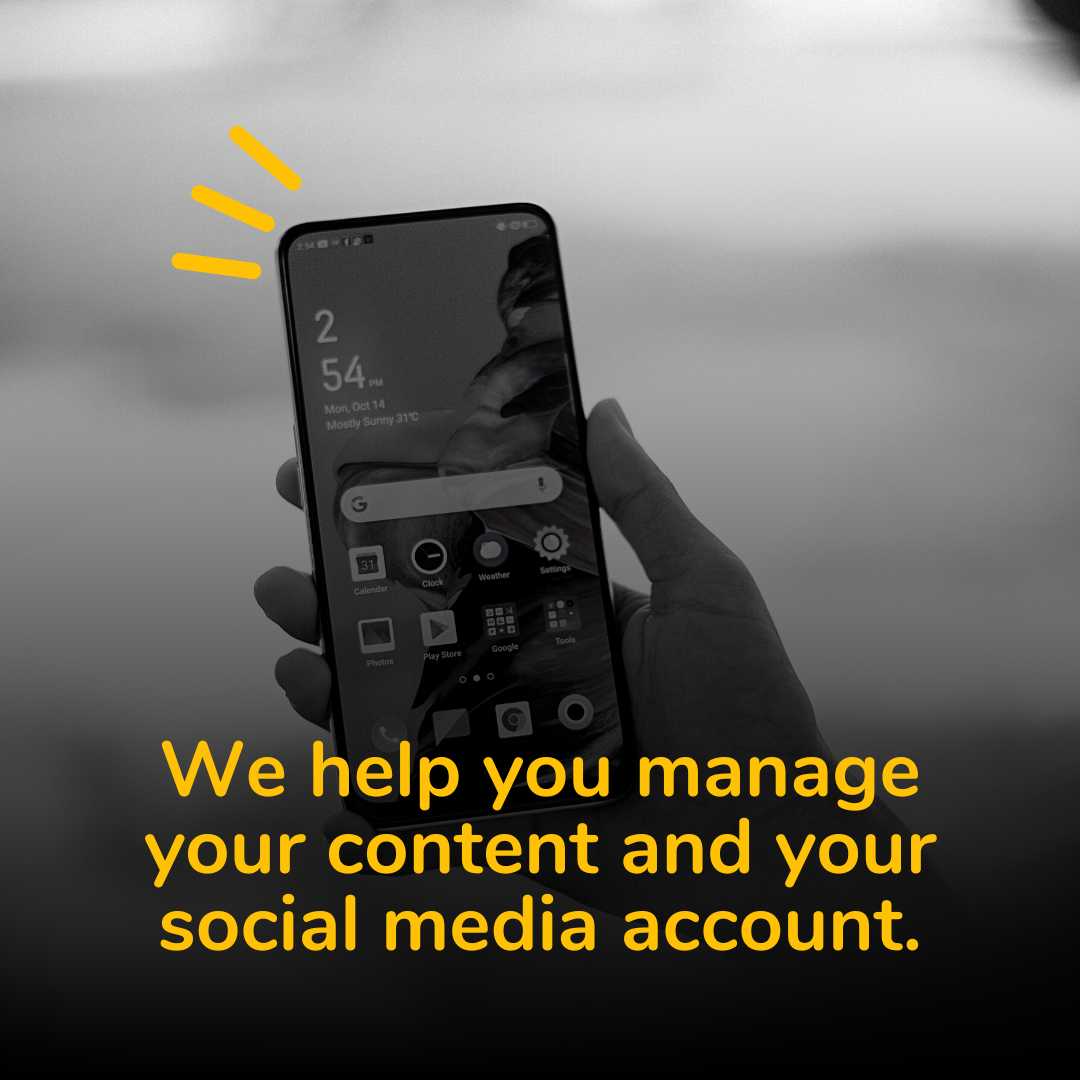 2:54
2
54 PM
Mon, Oct 14
Mostly Sunny 31°C
G
31
Calendar
Clock
Weather
Settings
Photos
Play Store
Google
Tools
We help you manage
your content and your
social media account.